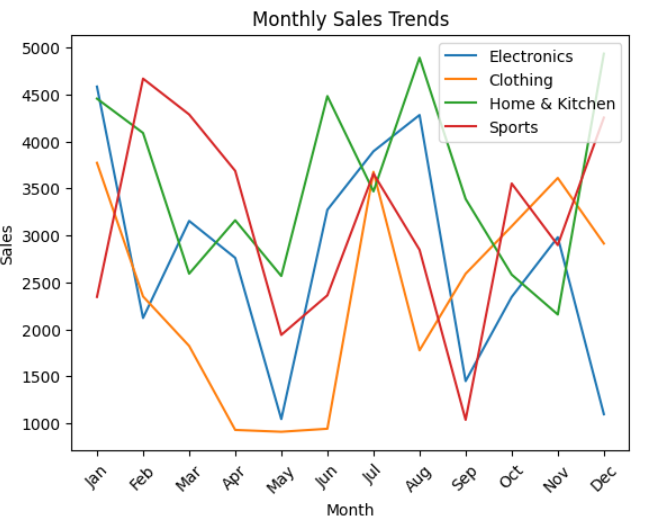 Monthly Sales Trends
5000
4500
4000
3500
3000
2500
2000
1500
1000
Sales
Electronics
Clothing
Home & Kitchen
Sports
Jan Feb Mar Apr May Jun Jul Aug Sep Oct Nov Dec
Month